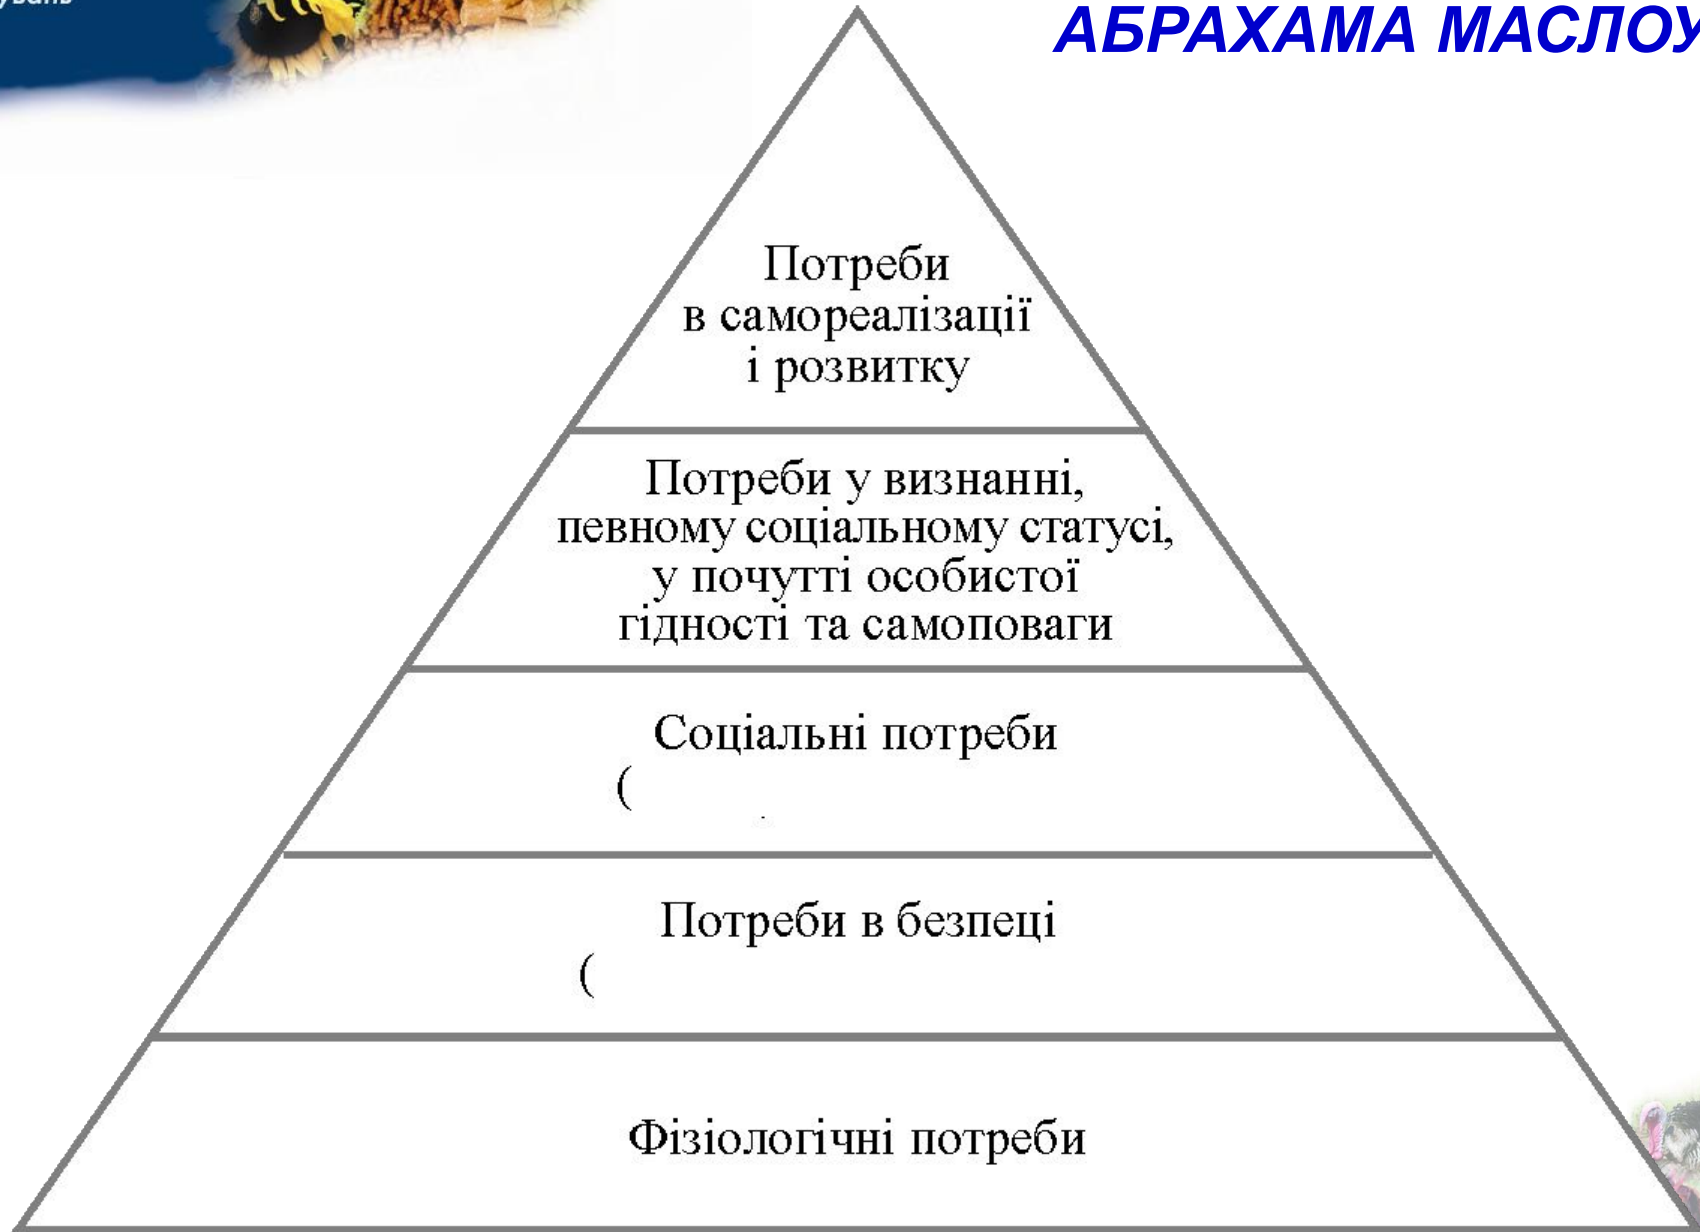 АБРАХАМА МАСЛОУ
Потреби
в самореалізації
і розвитку
Потреби у визнанні,
певному соціальному статусі,
у почутті особистої
гідності та самоповаги
Соціальні потреби
(
Потреби в безпеці
(
Фізіологічні потреби